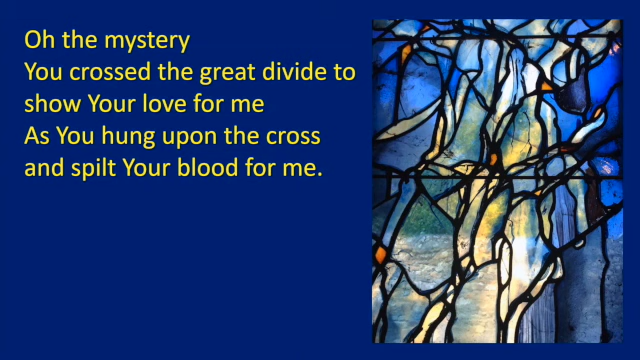 Oh the mystery
You crossed the great divide to
show Your love for me
As You hung upon the cross
and spilt Your blood for me.